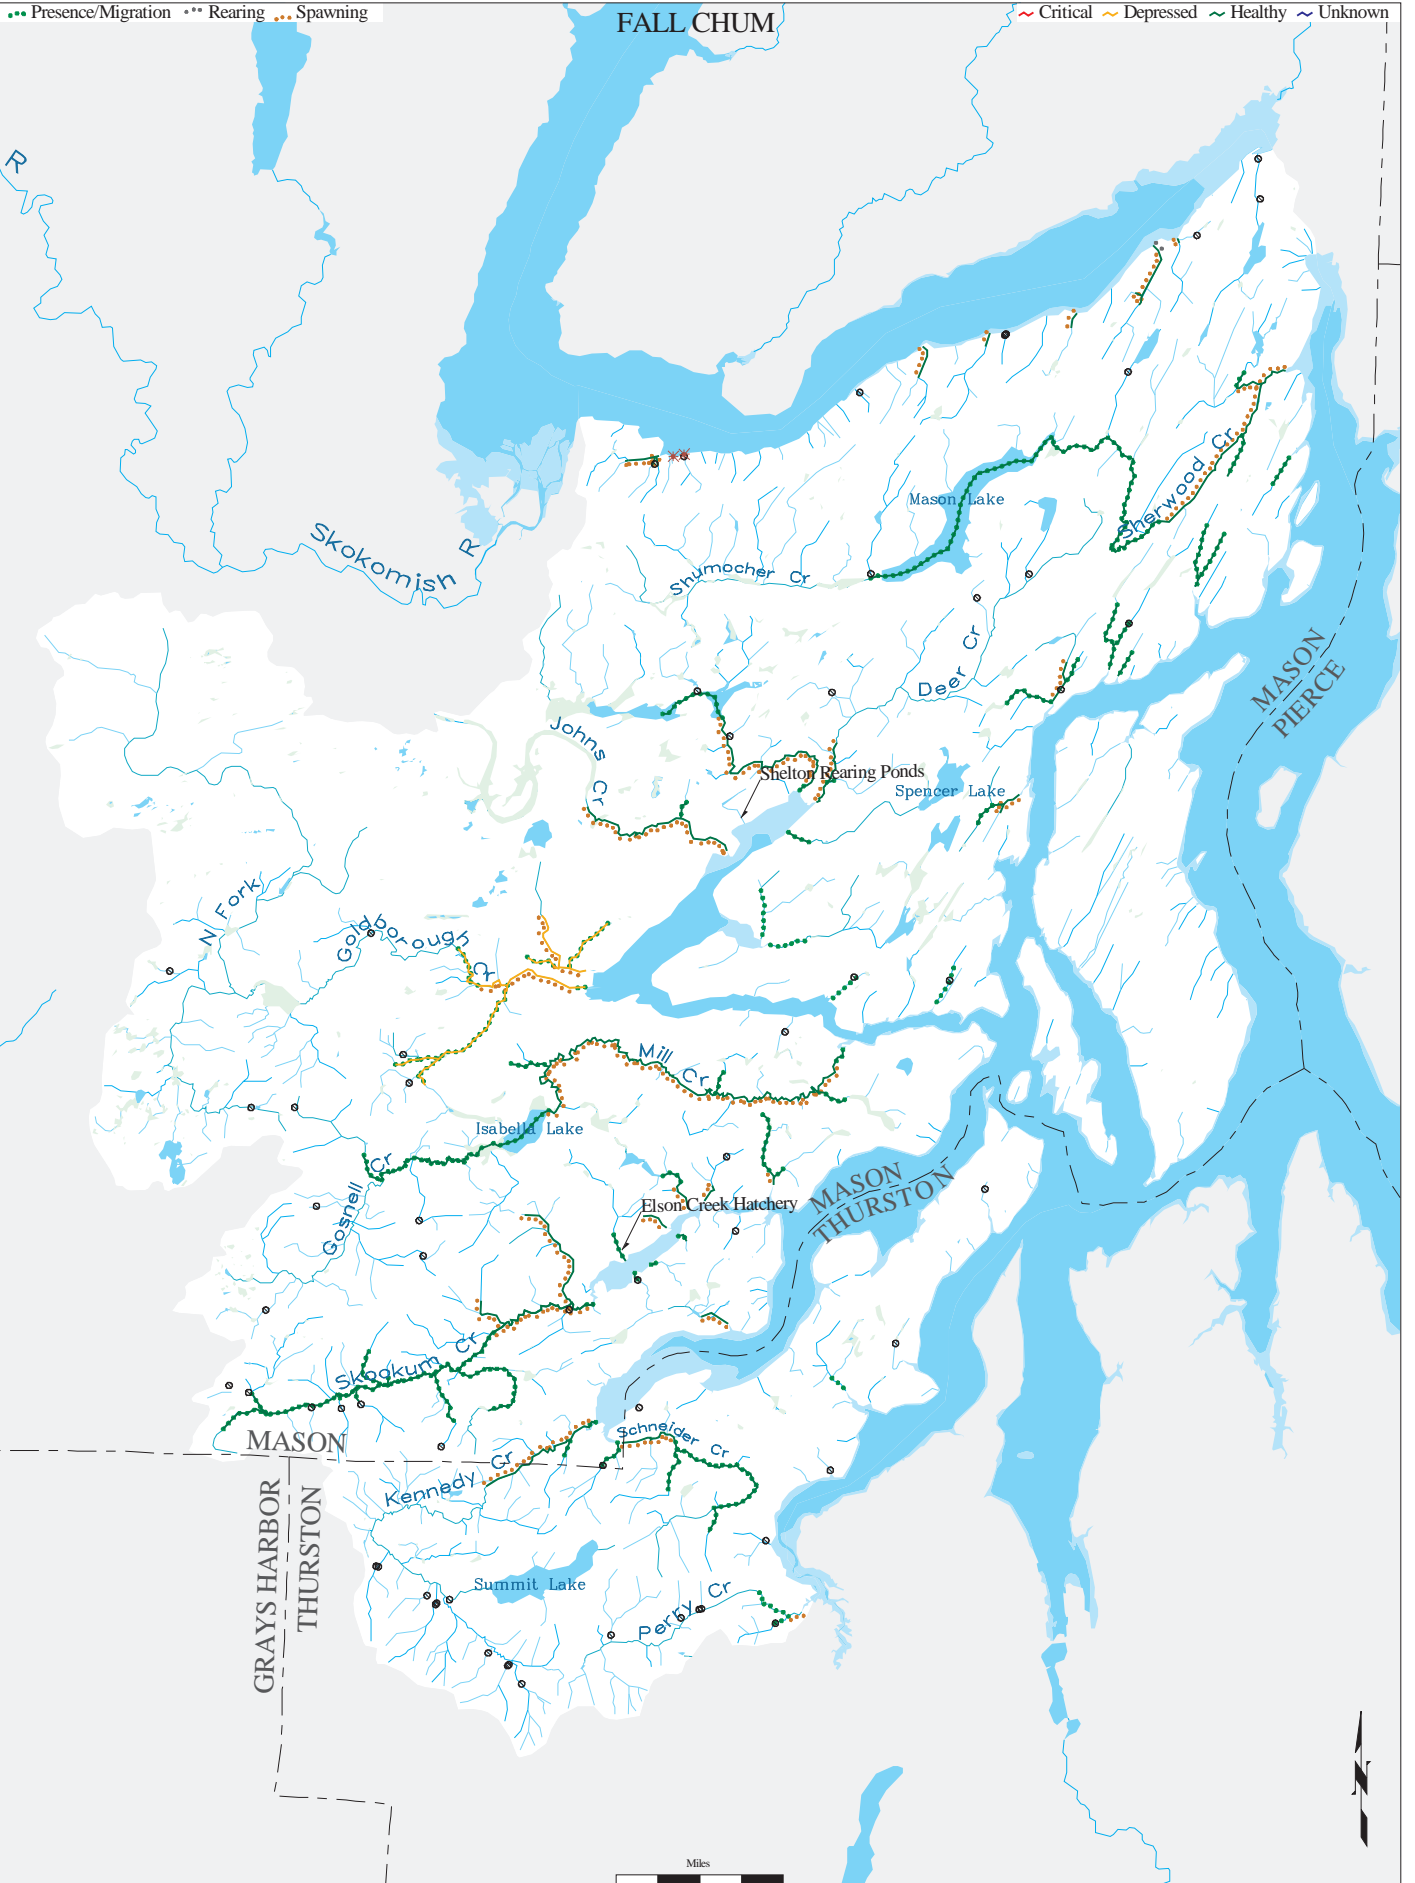 Presence/Migration Rearing Spawning
FALL CHUM
Critical Depressed Healthy Unknown
R
Skokomish R
Mason Lake
Sherwood Cr
Shumocher Cr
Deer Cr
MASON
PIERCE
Johns Cr
Shelton Rearing Ponds
Spencer Lake
N Fork
Goldborough Cr
Mill Cr
Isabella Lake
Gosnell Cr
MASON
THURSTON
Elson Creek Hatchery
Skookum Cr
MASON
Schneider Cr
Kennedy Cr
GRAYS HARBOR
THURSTON
Summit Lake
Perry Cr
N
Miles